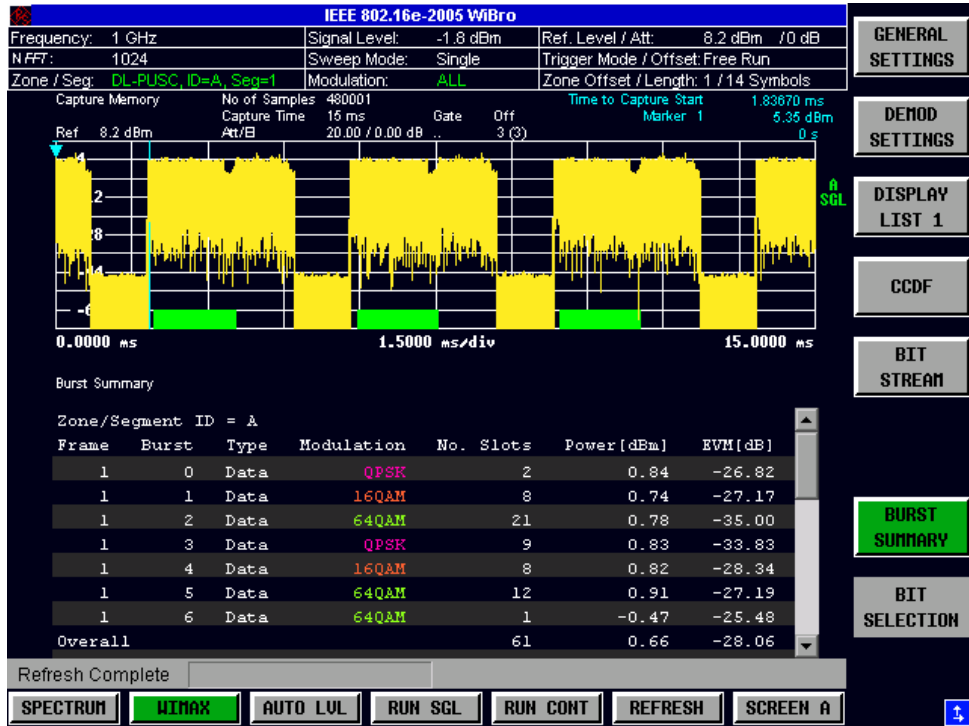 IEEE 802.16e-2005 WiBro
Frequency: 1 GHz Signal Level: -1.8 dBm Ref. Level / Att: 8.2 dBm /0 dB
NFFT: 1024 Sweep Mode: Single Trigger Mode / Offset: Free Run
Zone / Seg: DL-PUSC, ID=A, Seg=1 Modulation: ALL Zone Offset / Length: 1 / 14 Symbols
Capture Memory No of Samples 480001 Time to Capture Start 1.83670 ms
Capture Time 15 ms Gate Off Marker 1 5.35 dBm
Ref 8.2 dBm Att/El 20.00 / 0.00 dB .. 3 (3) 0 s
A
SGL
0.0000 ms 1.5000 ms/div 15.0000 ms
Burst Summary
Zone/Segment ID = A
Frame Burst Type Modulation No. Slots Power[dBm] EVM[dB]
1 0 Data QPSK 2 0.84 -26.82
1 1 Data 16QAM 8 0.74 -27.17
1 2 Data 64QAM 21 0.78 -35.00
1 3 Data QPSK 9 0.83 -33.83
1 4 Data 16QAM 8 0.82 -28.34
1 5 Data 64QAM 12 0.91 -27.19
1 6 Data 64QAM 1 -0.47 -25.48
Overall 61 0.66 -28.06
Refresh Complete
SPECTRUM WIMAX AUTO LVL RUN SGL RUN CONT REFRESH SCREEN A
GENERAL
SETTINGS
DEMOD
SETTINGS
DISPLAY
LIST 1
CCDF
BIT
STREAM
BURST
SUMMARY
BIT
SELECTION